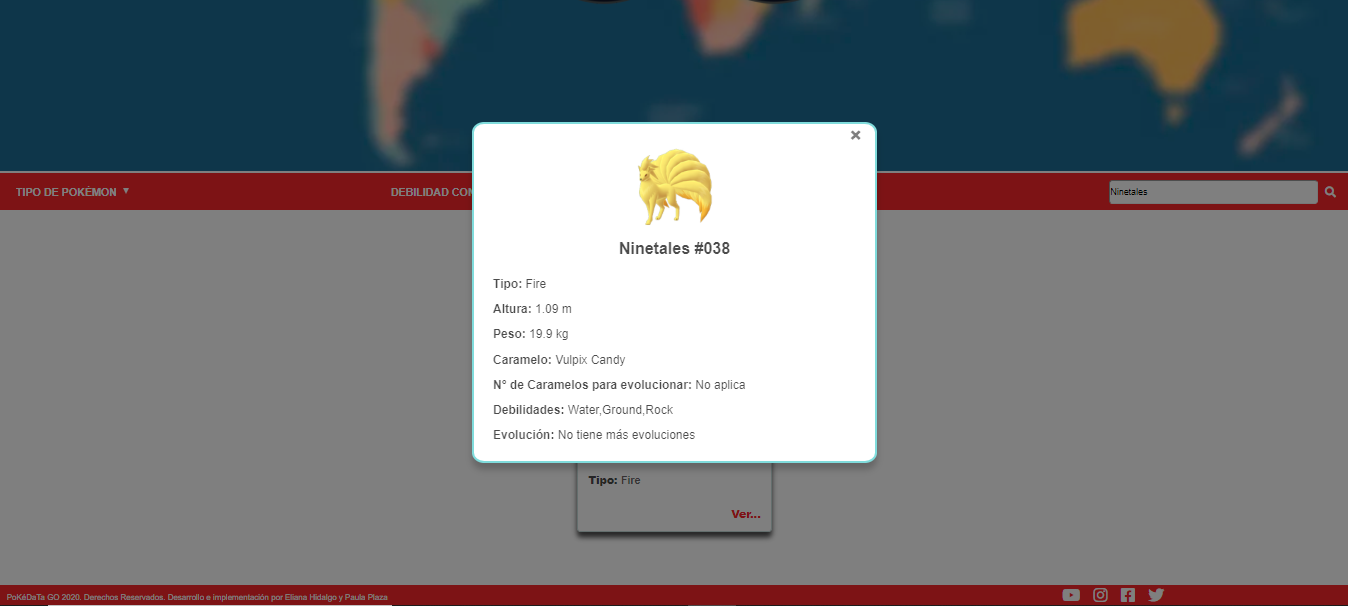 TIPO DE POKÉMON ▼
DEBILIDAD
Ninetales
Ninetales #038
Tipo: Fire
Altura: 1.09 m
Peso: 19.9 kg
Caramelo: Vulpix Candy
N° de Caramelos para evolucionar: No aplica
Debilidades: Water,Ground,Rock
Evolución: No tiene más evoluciones
Tipo: Fire
Ver...
PoKéDaTa GO 2020. Derechos Reservados. Desarrollo e implementación por Eliana Hidalgo y Paula Plaza